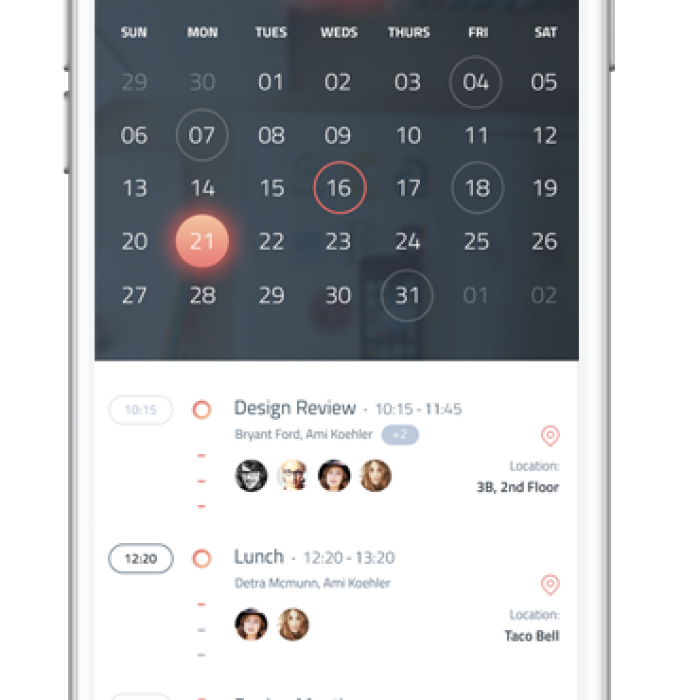 SUN MON TUES WEDS THURS FRI SAT
29 30 01 02 03 04 05
06 07 08 09 10 11 12
13 14 15 16 17 18 19
20 21 22 23 24 25 26
27 28 29 30 31 01 02
10:15 Design Review - 10:15 - 11:45
Bryant Ford, Ami Koehler +2
Location:
3B, 2nd Floor
12:20 Lunch - 12:20 - 13:20
Detra Mcmunn, Ami Koehler
Location:
Taco Bell